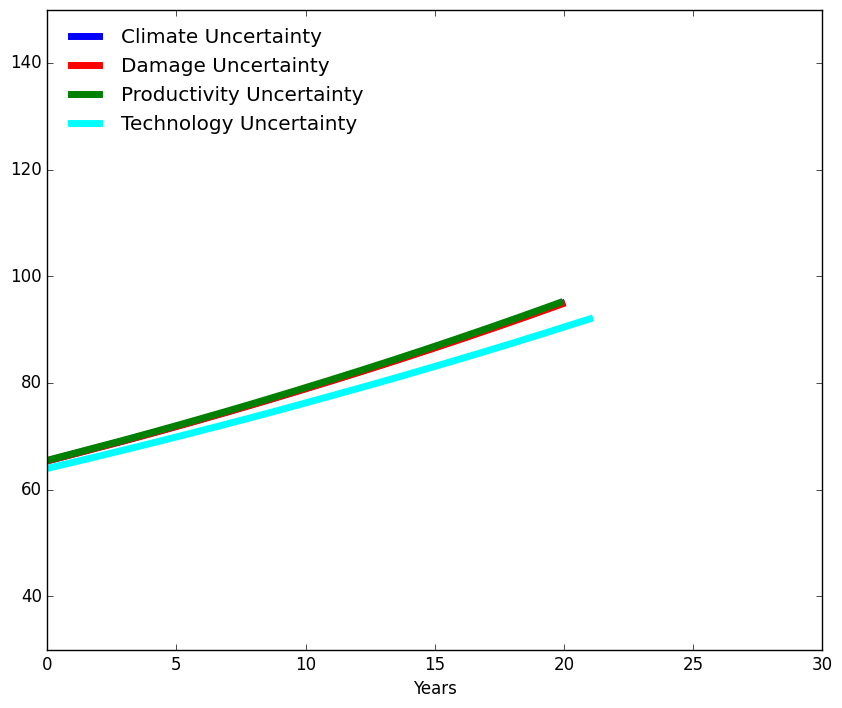 Climate Uncertainty
Damage Uncertainty
Productivity Uncertainty
Technology Uncertainty
140
120
100
80
60
40
0 5 10 15 20 25 30
Years